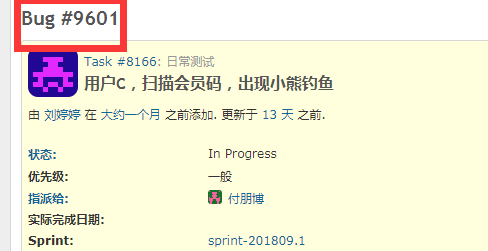 Bug #9601
Task #8166: 日常测试
用户C，扫描会员码，出现小熊钓鱼
由 刘婷婷 在 大约一个月 之前添加. 更新于 13 天 之前.
状态: In Progress
优先级: 一般
指派给: 付朋博
实际完成日期:
Sprint: sprint-201809.1